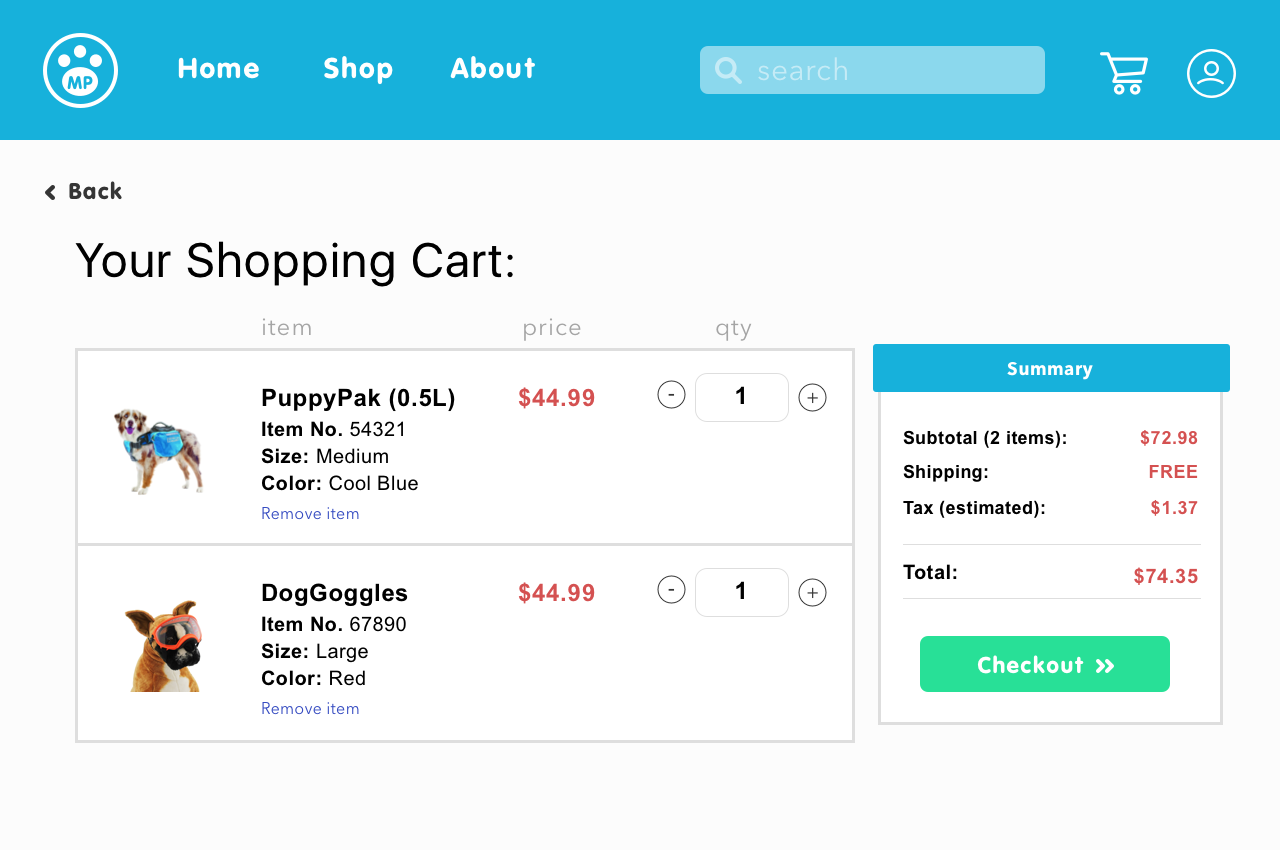 MP
Home Shop About search
Back
Your Shopping Cart:
item price qty
PuppyPak (0.5L) $44.99 - 1 +
Item No. 54321
Size: Medium
Color: Cool Blue
Remove item
DogGoggles $44.99 - 1 +
Item No. 67890
Size: Large
Color: Red
Remove item
Summary
Subtotal (2 items): $72.98
Shipping: FREE
Tax (estimated): $1.37
Total: $74.35
Checkout